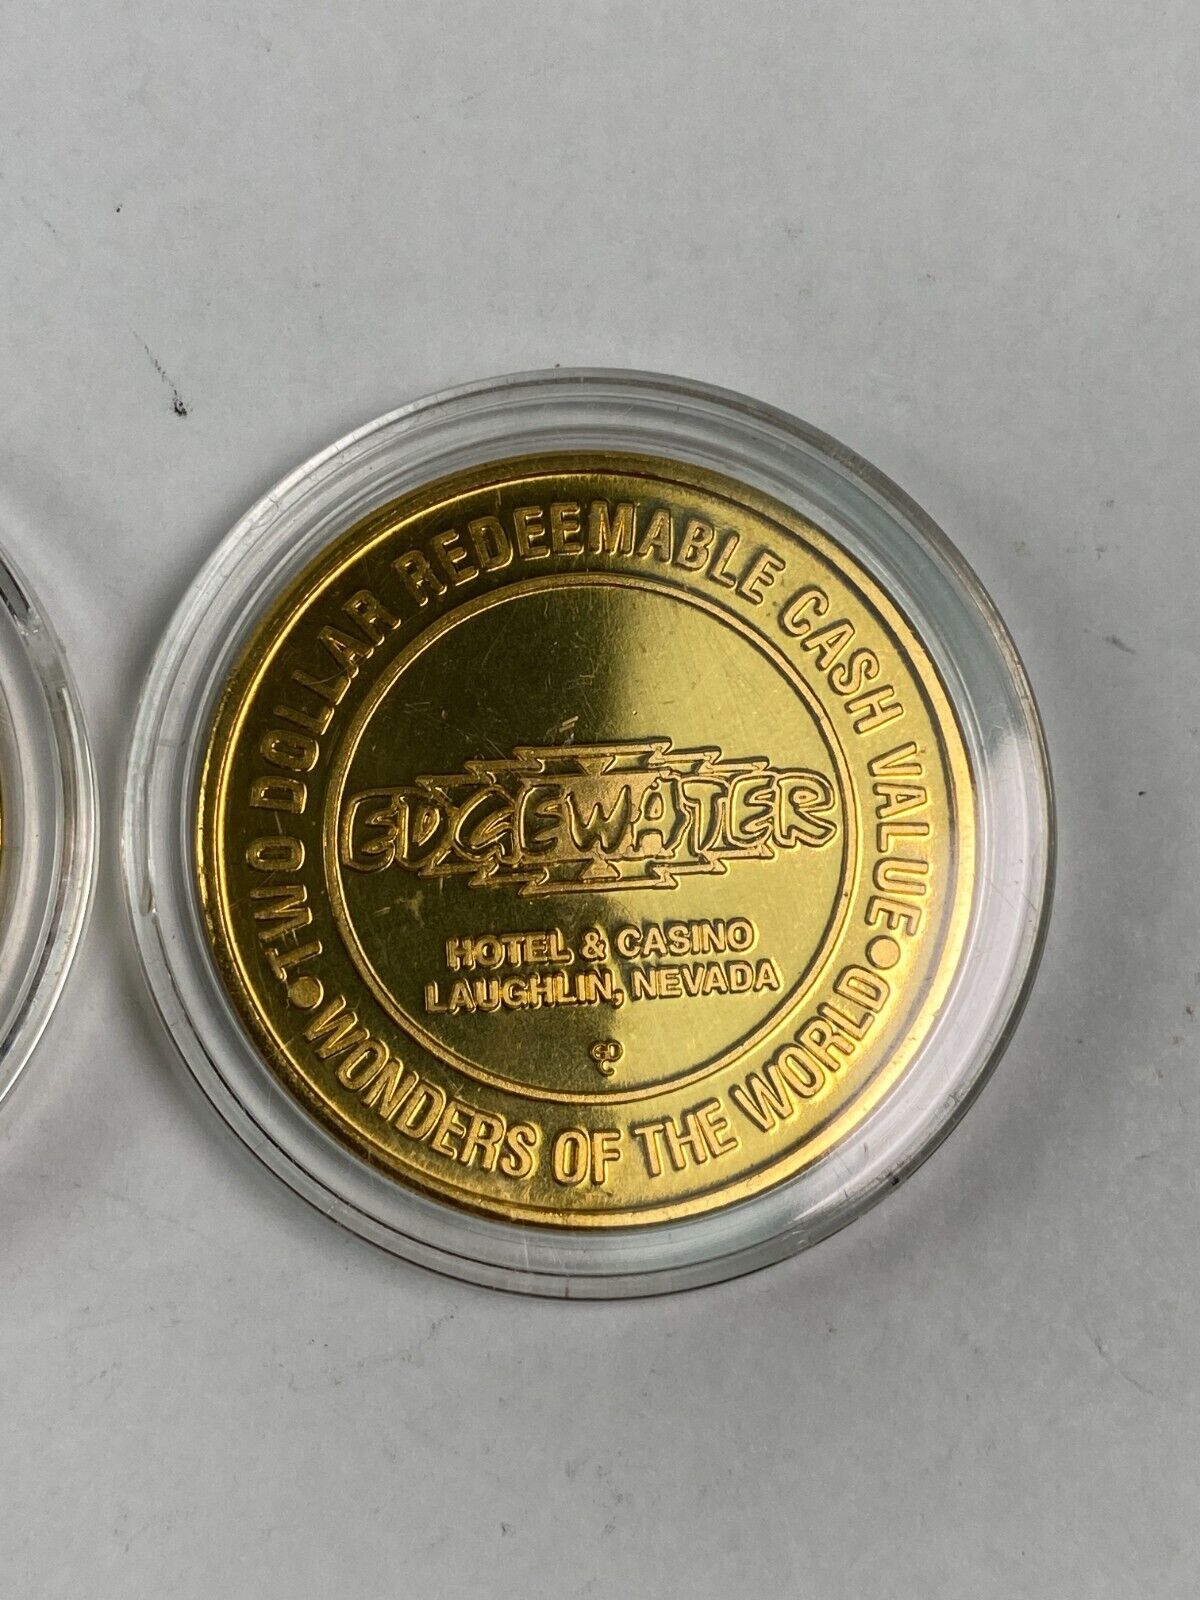 TWO DOLLAR REDEEMABLE CASH VALUE
EDGEWATER
HOTEL & CASINO
LAUGHLIN, NEVADA
•WONDERS OF THE WORLD•